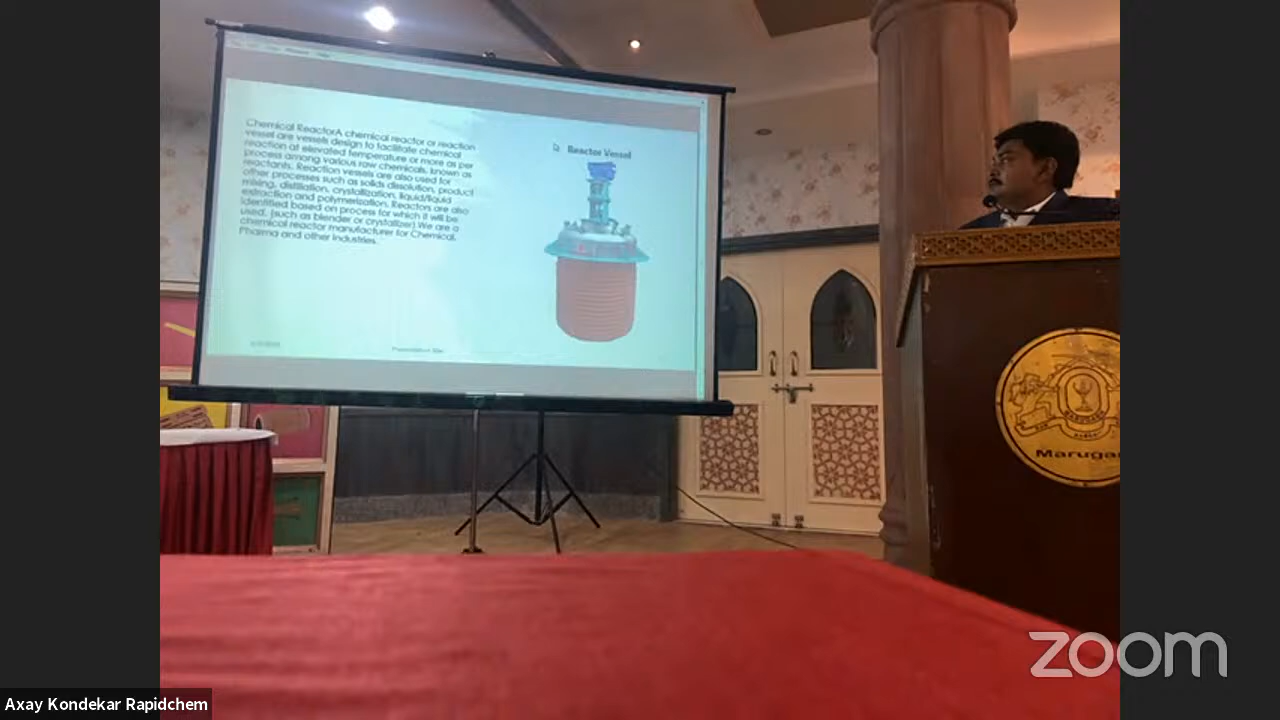 Chemical ReactorA chemical reactor or reaction
vessel are vessels design to facilitate chemical
reaction at elevated temperature or more as per
process among various raw chemicals, known as
reactants. Reaction vessels are also used for
other processes such as solids dissolution, product
mixing, distillation, crystallization, liquid/liquid
extraction and polymerization. Reactors are also
identified based on process for which it will be
used. (such as blender or crystallizer) We are a
chemical reactor manufacturer for Chemical,
Pharma and other Industries.
Reactor Vessel
Presentation title
Maruga
zoom
Axay Kondekar Rapidchem